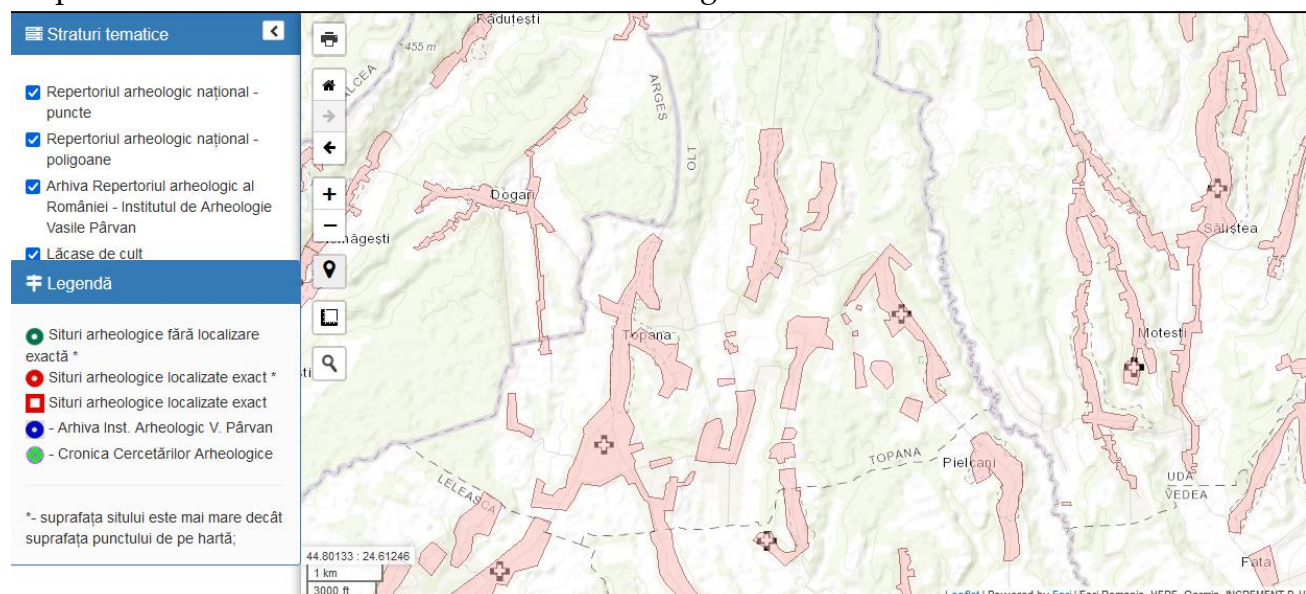 Straturi tematice
Repertoriul arheologic național -
puncte
Repertoriul arheologic național -
poligoane
Arhiva Repertoriul arheologic al
României - Institutul de Arheologie
Vasile Pârvan
Lăcașe de cult
Legendă
Situri arheologice fără localizare
exactă *
Situri arheologice localizate exact *
Situri arheologice localizate exact
- Arhiva Inst. Arheologic V. Pârvan
- Cronica Cercetărilor Arheologice
*- suprafața sitului este mai mare decât
suprafața punctului de pe hartă;
Rădutești
455 m
ARGEȘ
OLT
Dogari
Săliștea
Topana
Motești
TOPANA
Pielcani
LELEASCA
UDA
VEDEA
Fata
44.80133 : 24.61246
1 km
3000 ft